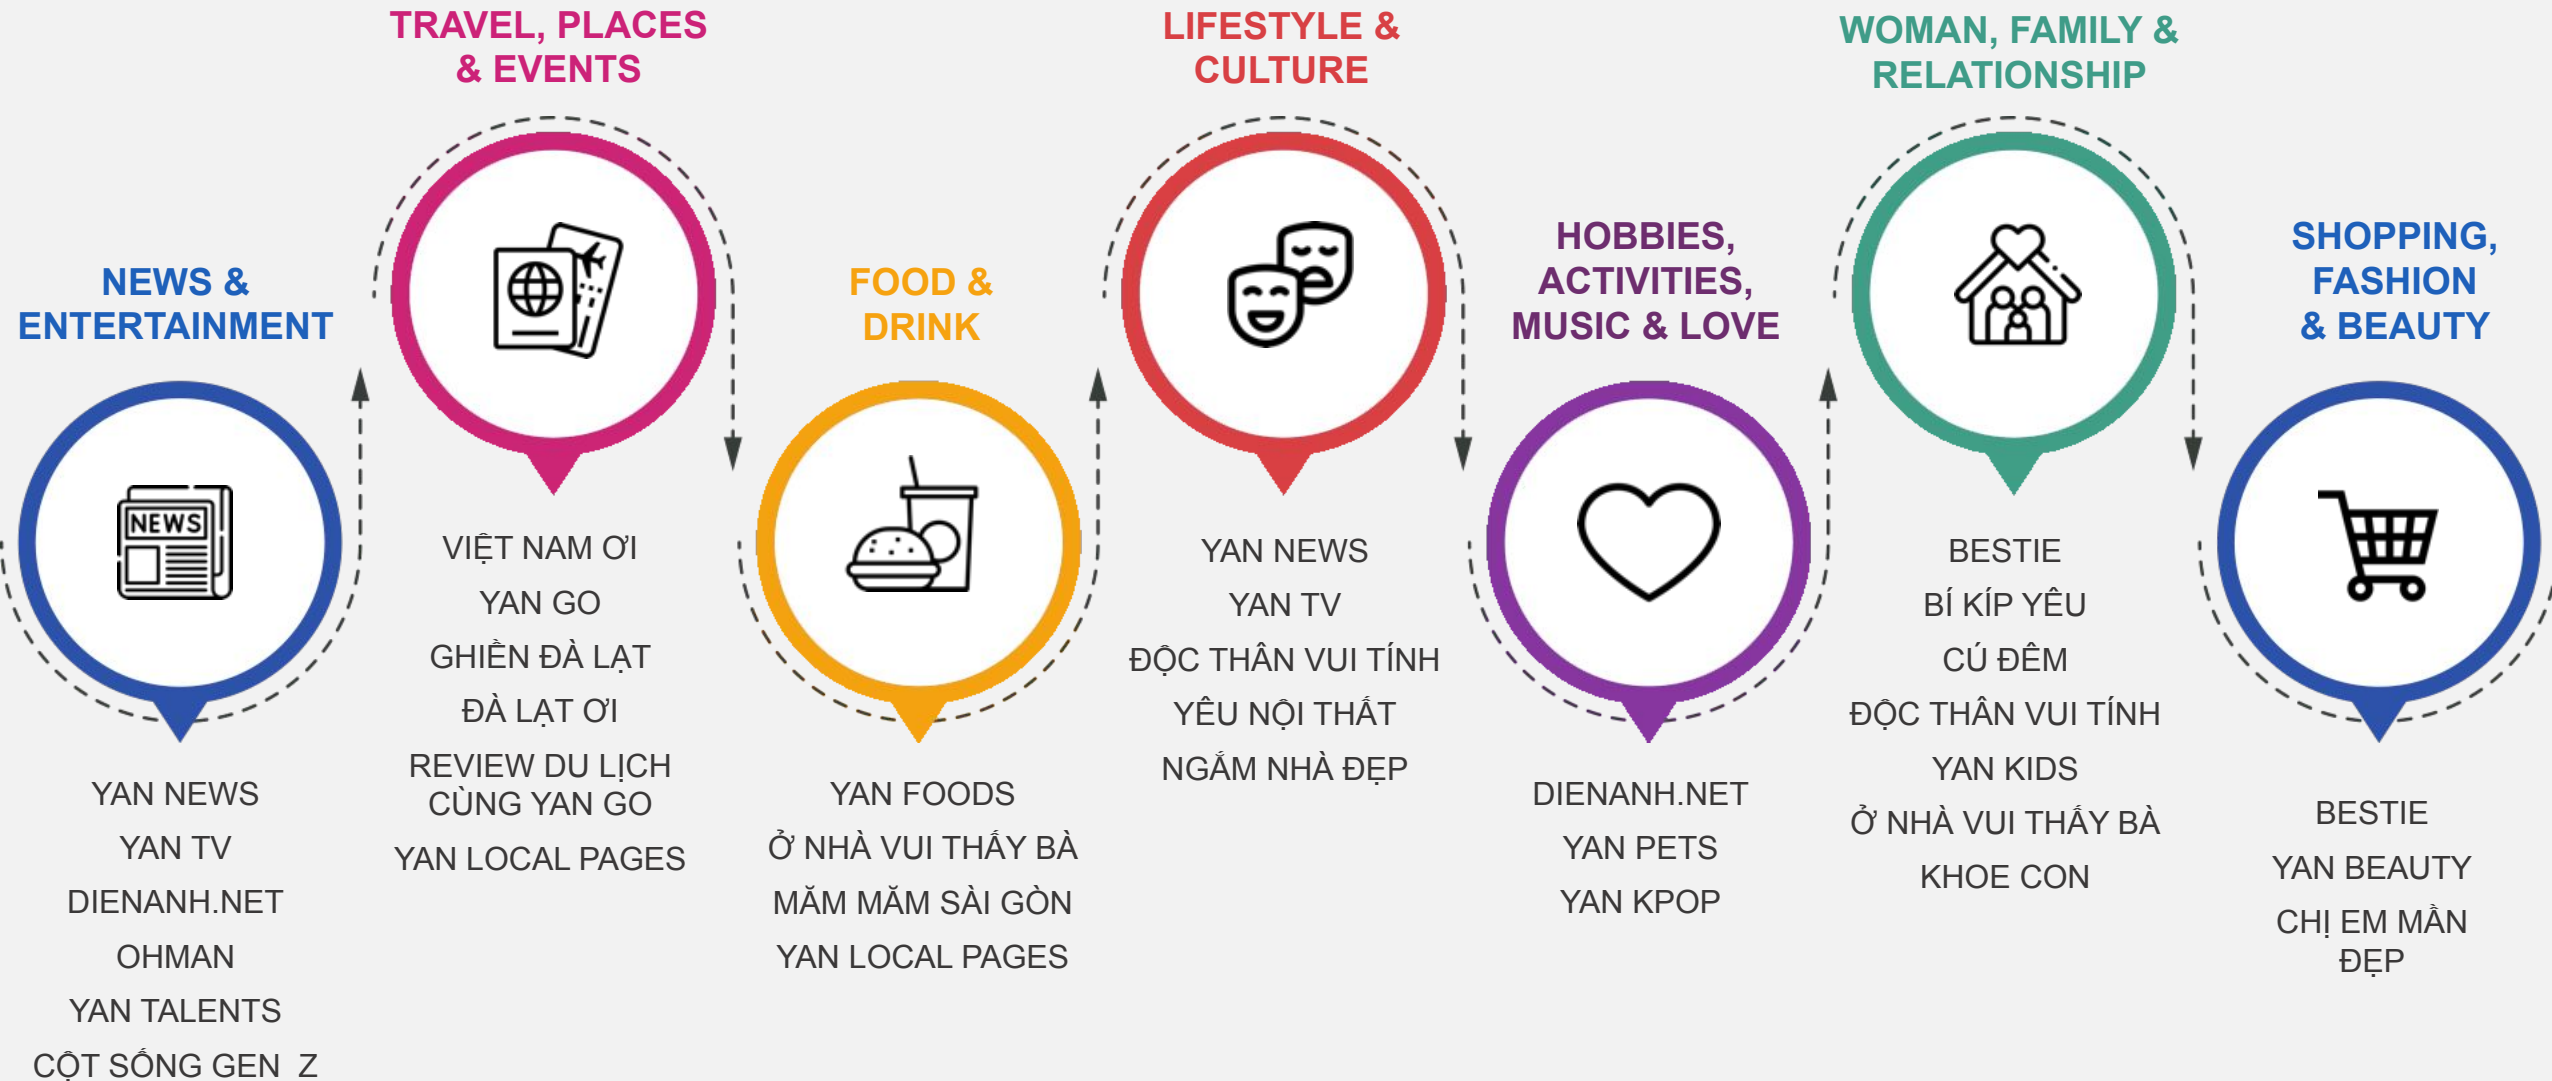 NEWS &
ENTERTAINMENT
NEWS
YAN NEWS
YAN TV
DIENANH.NET
OHMAN
YAN TALENTS
CỘT SỐNG GEN Z
TRAVEL, PLACES
& EVENTS
VIỆT NAM ƠI
YAN GO
GHIỀN ĐÀ LẠT
ĐÀ LẠT ƠI
REVIEW DU LỊCH
CÙNG YAN GO
YAN LOCAL PAGES
FOOD &
DRINK
YAN FOODS
Ở NHÀ VUI THẤY BÀ
MĂM MĂM SÀI GÒN
YAN LOCAL PAGES
LIFESTYLE &
CULTURE
YAN NEWS
YAN TV
ĐỘC THÂN VUI TÍNH
YÊU NỘI THẤT
NGẮM NHÀ ĐẸP
HOBBIES,
ACTIVITIES,
MUSIC & LOVE
DIENANH.NET
YAN PETS
YAN KPOP
WOMAN, FAMILY &
RELATIONSHIP
BESTIE
BÍ KÍP YÊU
CÚ ĐÊM
ĐỘC THÂN VUI TÍNH
YAN KIDS
Ở NHÀ VUI THẤY BÀ
KHOE CON
SHOPPING,
FASHION
& BEAUTY
BESTIE
YAN BEAUTY
CHỊ EM MẦN
ĐẸP